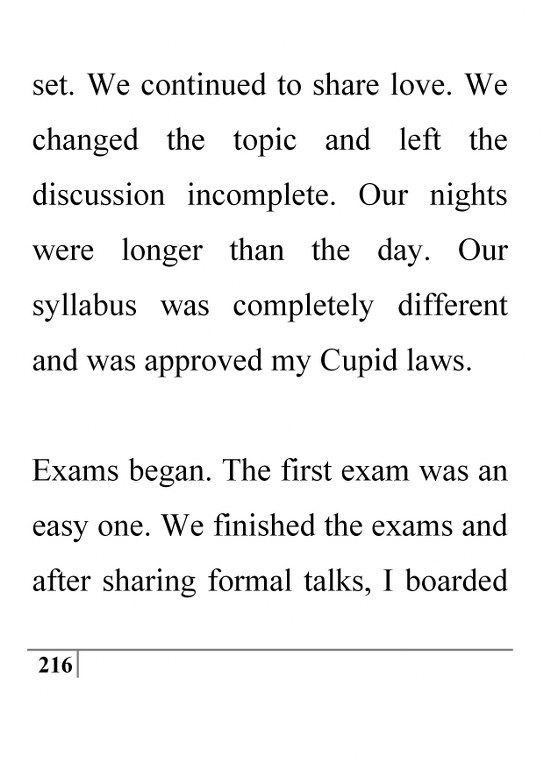 set. We continued to share love. We
changed the topic and left the
discussion incomplete. Our nights
were longer than the day. Our
syllabus was completely different
and was approved my Cupid laws.
Exams began. The first exam was an
easy one. We finished the exams and
after sharing formal talks, I boarded
216